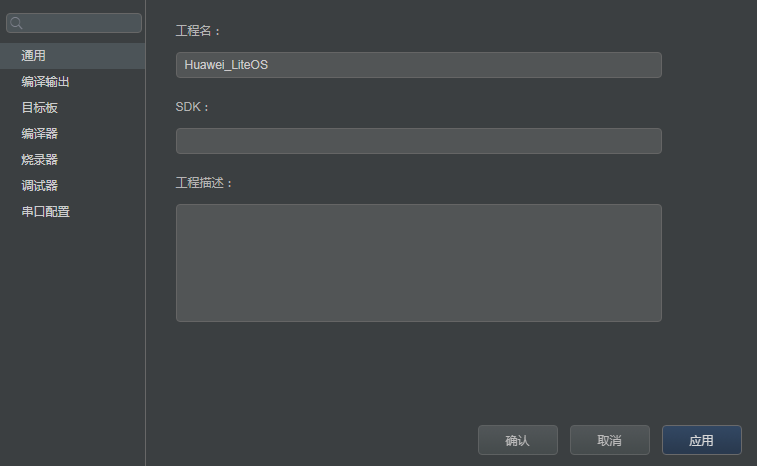 通用
编译输出
目标板
编译器
烧录器
调试器
串口配置
工程名：
Huawei_LiteOS
SDK：
工程描述：
确认
取消
应用